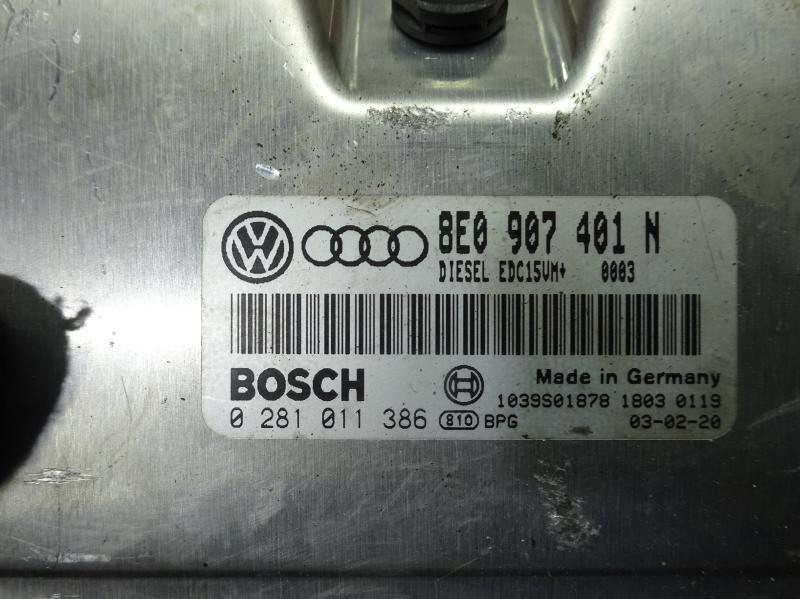 8E0 907 401 N
DIESEL EDC15VM+ 0003
BOSCH
Made in Germany
1039S01878 1803 0119
0 281 011 386 810 BPG 03-02-20